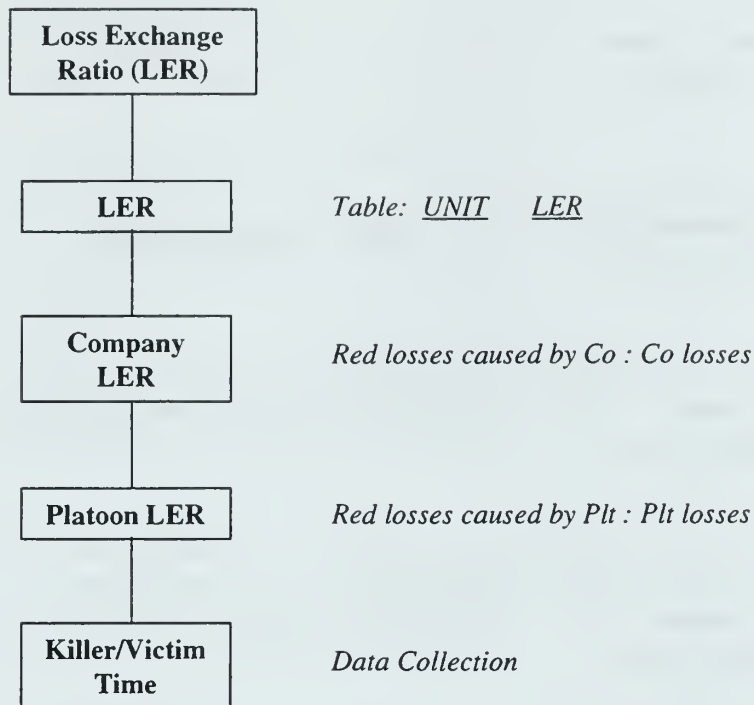 Loss Exchange
Ratio (LER)
LER
Table: UNIT LER
Company
LER
Red losses caused by Co : Co losses
Platoon LER
Red losses caused by Plt : Plt losses
Killer/Victim
Time
Data Collection